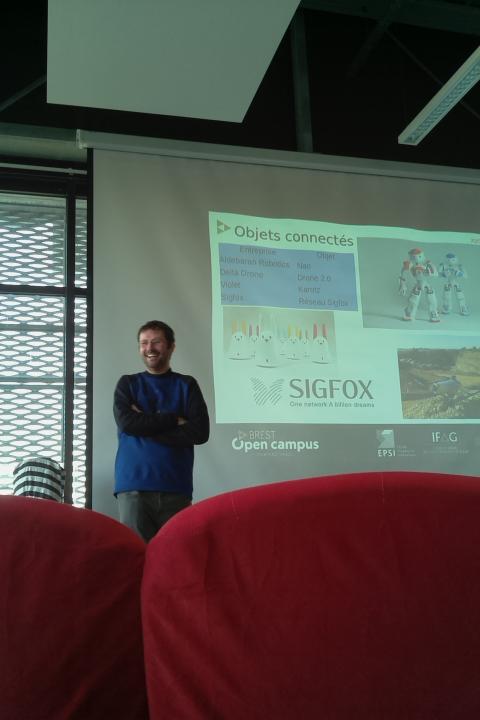 Objets connectés
Entreprise Objet
Aldebaran Robotics Nao
Delta Drone Drone 2.0
Violet Karotz
Sigfox Réseau Sigfox
SIGFOX
One network A billion dreams
BREST
Open campus
EPSI
IFAG